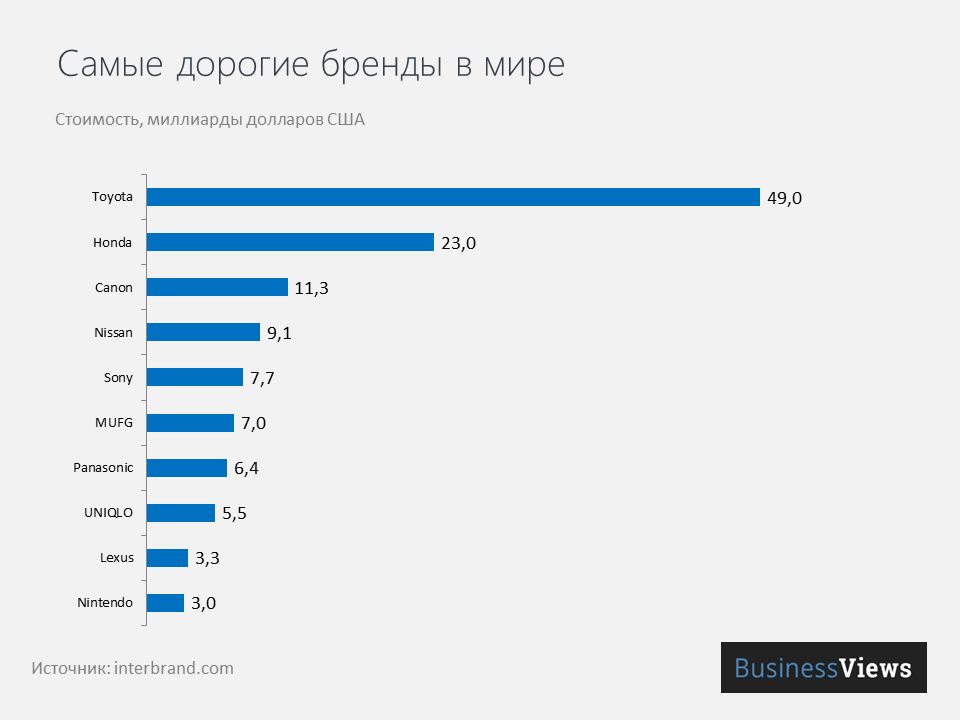 Самые дорогие бренды в мире
Стоимость, миллиарды долларов США
Toyota 49,0
Honda 23,0
Canon 11,3
Nissan 9,1
Sony 7,7
MUFG 7,0
Panasonic 6,4
UNIQLO 5,5
Lexus 3,3
Nintendo 3,0
Источник: interbrand.com
BusinessViews